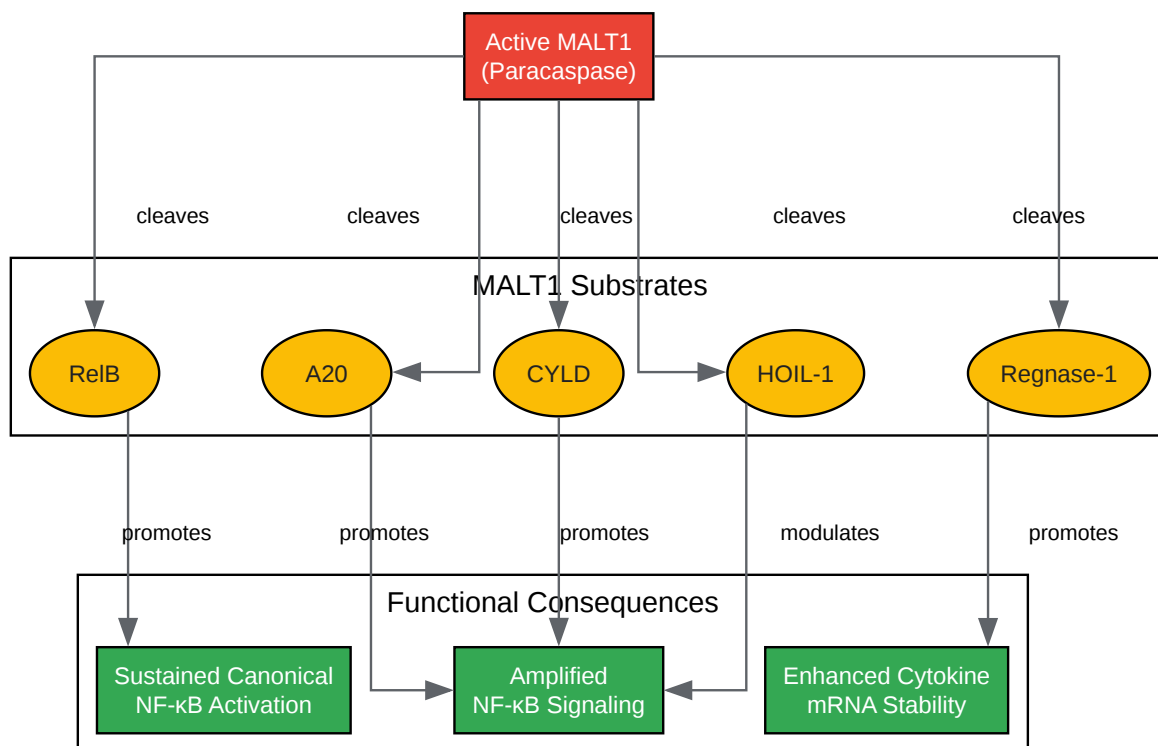 Active MALT1
(Paracaspase)
cleaves cleaves cleaves cleaves cleaves
MALT1 Substrates
RelB A20 CYLD HOIL-1 Regnase-1
promotes promotes promotes modulates promotes
Functional Consequences
Sustained Canonical
NF-κB Activation
Amplified
NF-κB Signaling
Enhanced Cytokine
mRNA Stability